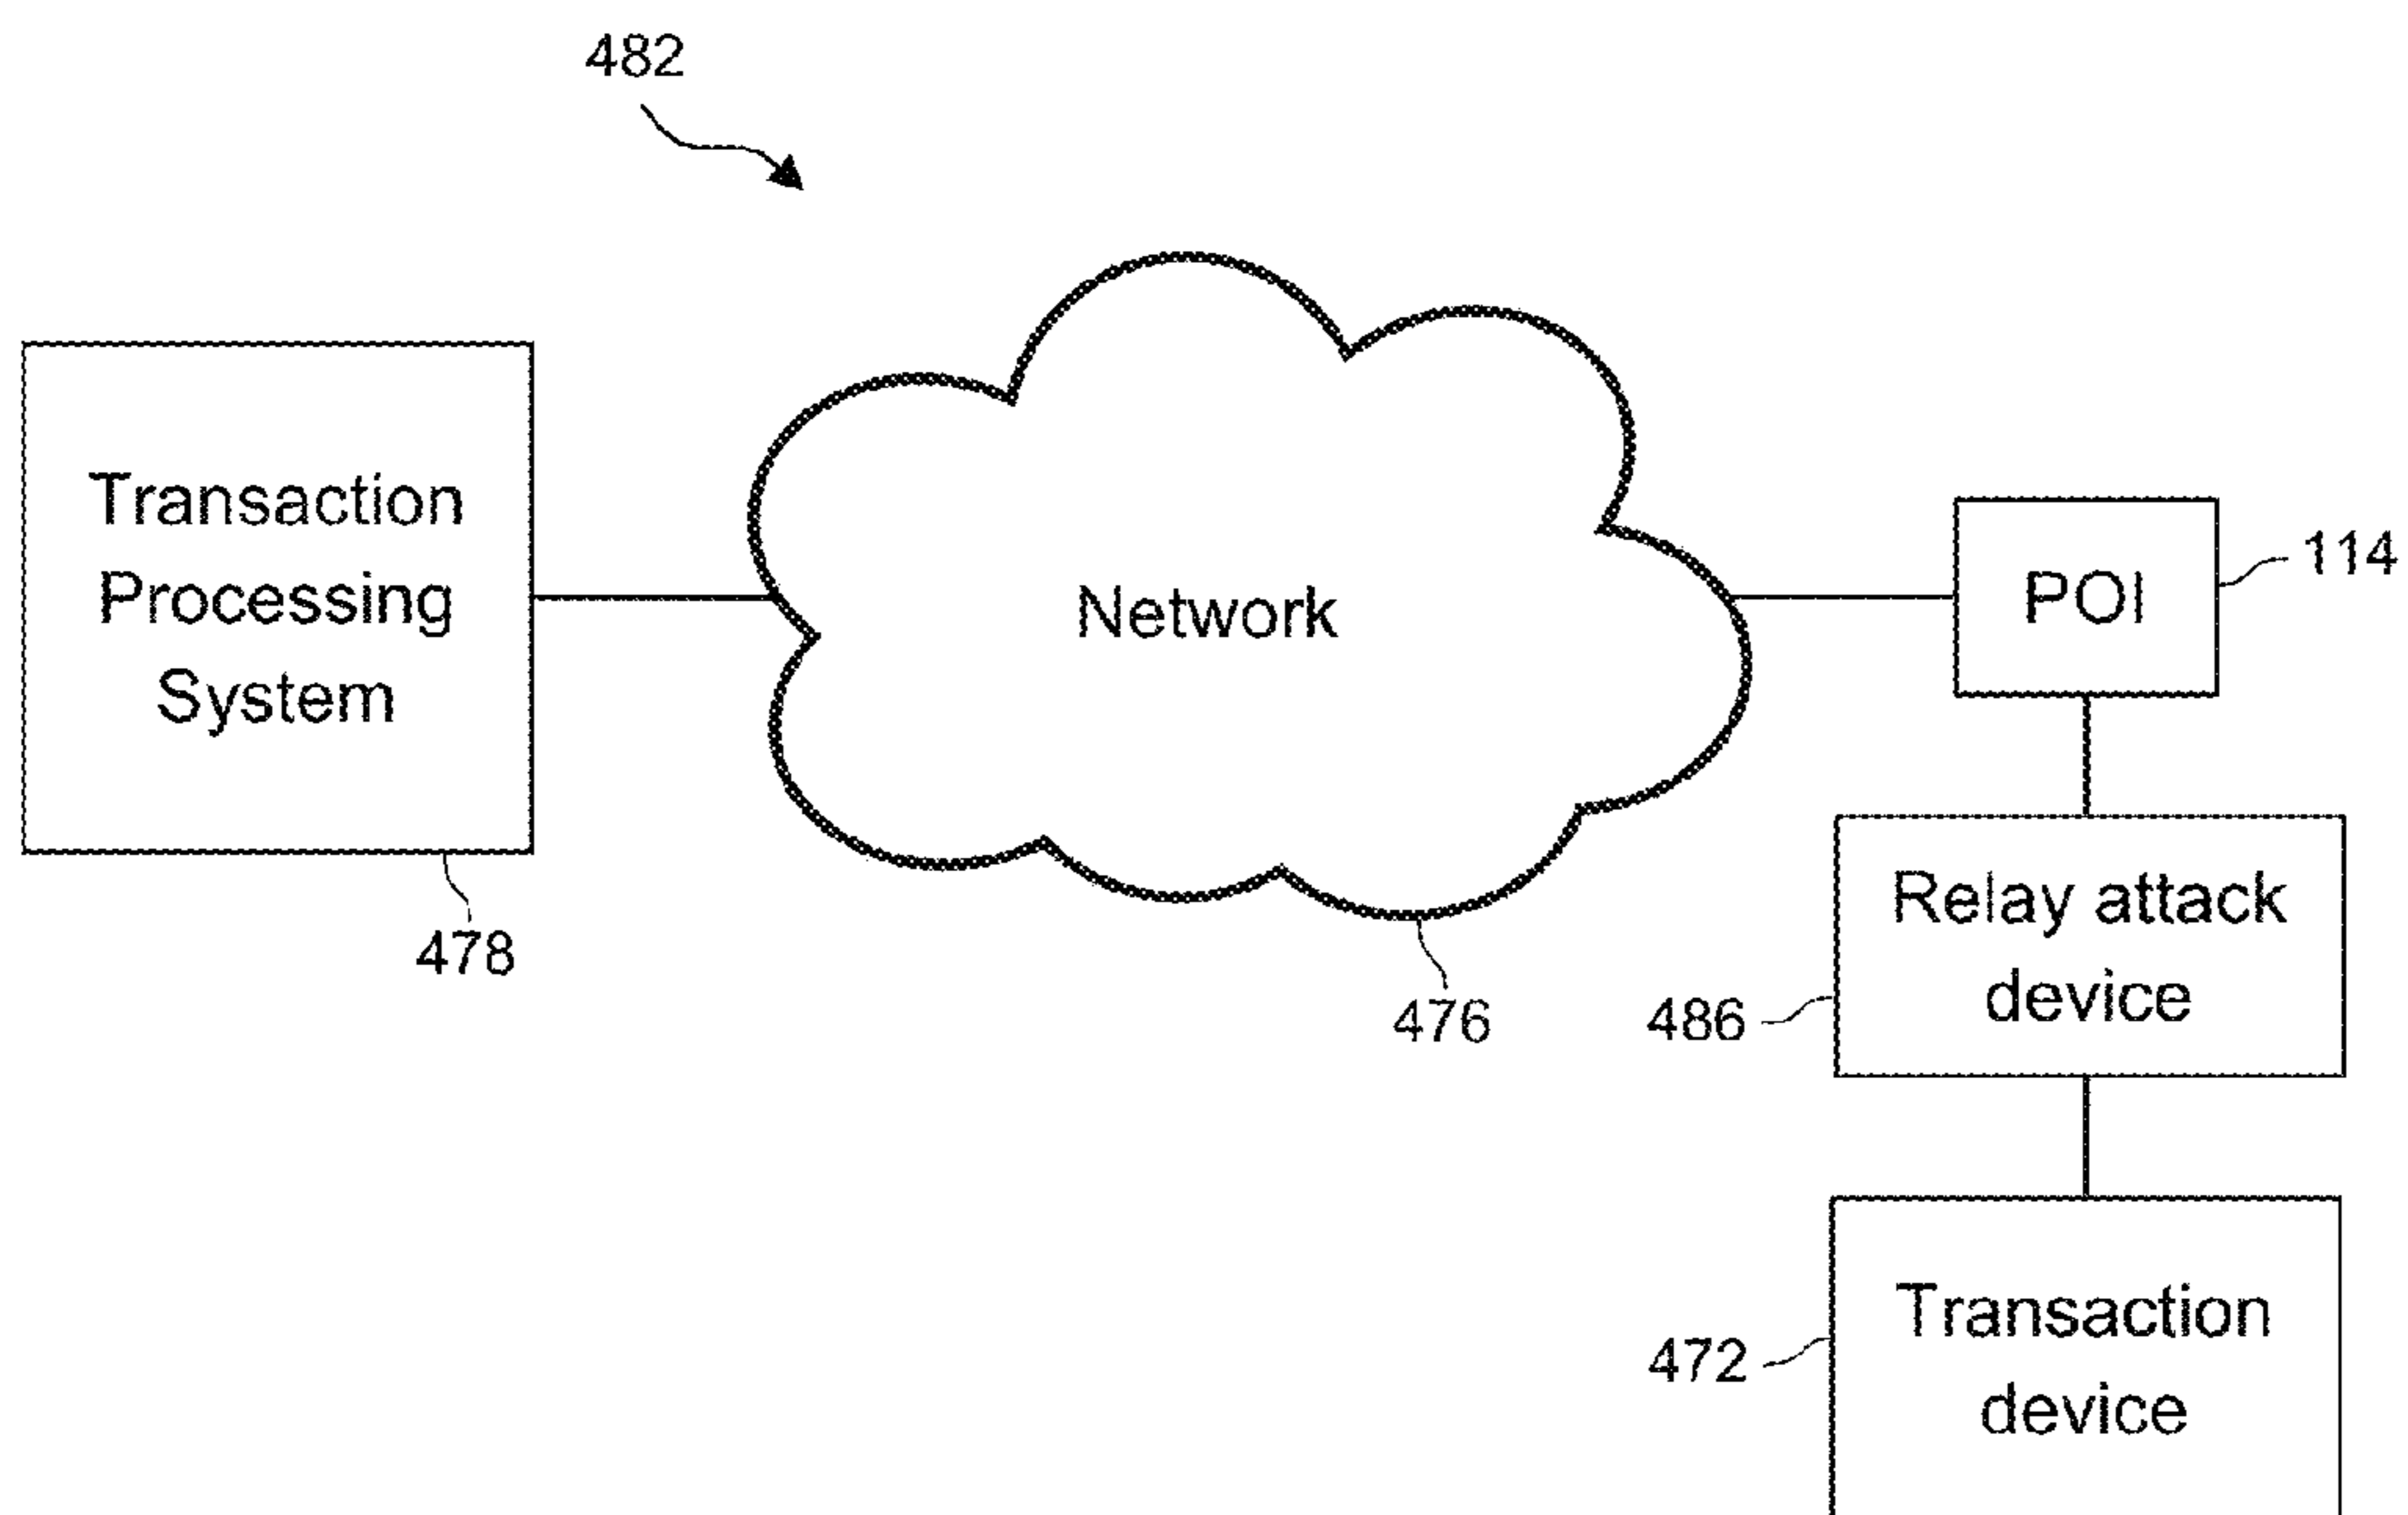 482
Transaction
Processing
System
478
Network
476
POI
114
Relay attack
device
486
Transaction
device
472